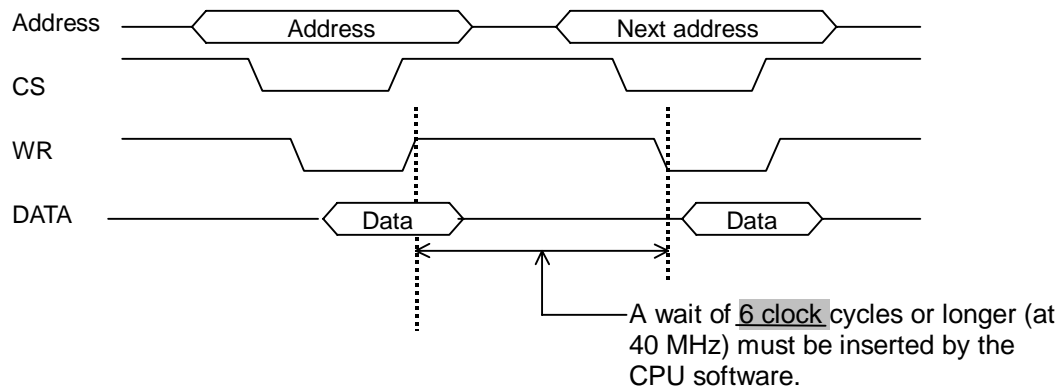 Address Address Next address
CS
WR
DATA Data Data
A wait of 6 clock cycles or longer (at
40 MHz) must be inserted by the
CPU software.